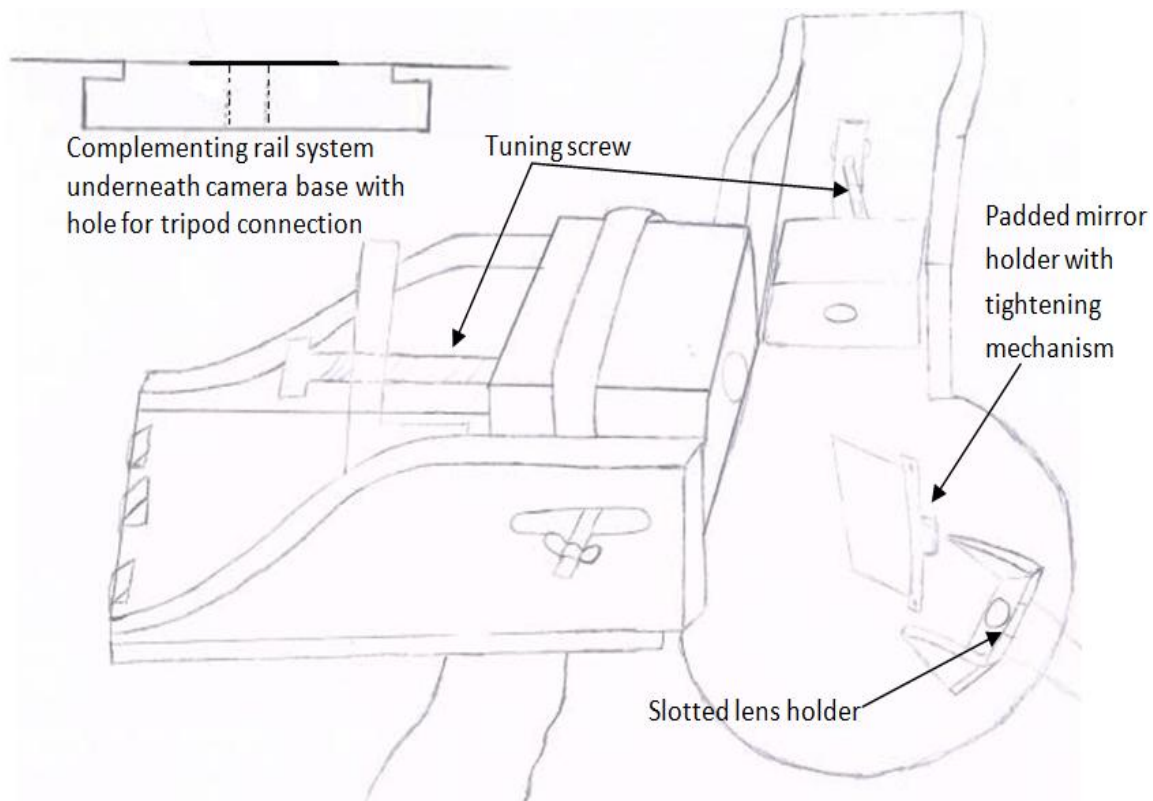 Complementing rail system
underneath camera base with
hole for tripod connection
Tuning screw
Padded mirror
holder with
tightening
mechanism
Slotted lens holder